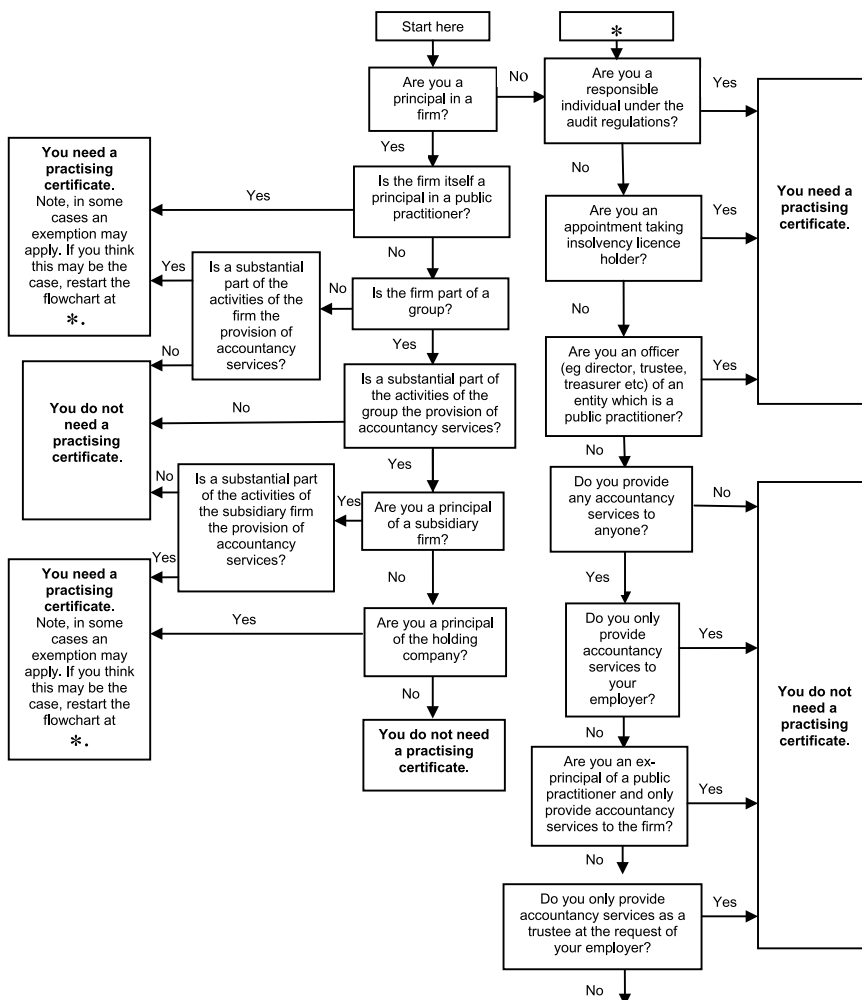 Start here
*
Are you a
principal in a
firm?
No
Are you a
responsible
individual under the
audit regulations?
Yes
Yes
No
You need a
practising
certificate.
Note, in some
cases an
exemption may
apply. If you think
this may be the
case, restart the
flowchart at
*.
Yes
Is the firm itself a
principal in a public
practitioner?
No
Are you an
appointment taking
insolvency licence
holder?
Yes
You need a
practising
certificate.
Yes
Is a substantial
part of the
activities of the
firm the
provision of
accountancy
services?
No
Is the firm part of a
group?
No
No
Yes
Are you an officer
(eg director, trustee,
treasurer etc) of an
entity which is a
public practitioner?
Yes
You do not
need a
practising
certificate.
No
Is a substantial part of
the activities of the
group the provision of
accountancy services?
No
Yes
No
Is a substantial part
of the activities of
the subsidiary firm
the provision of
accountancy
services?
Yes
Are you a principal
of a subsidiary
firm?
Do you provide
any accountancy
services to
anyone?
No
Yes
No
Yes
You need a
practising
certificate.
Note, in some
cases an
exemption may
apply. If you think
this may be the
case, restart the
flowchart at
*.
Yes
Are you a principal
of the holding
company?
Do you only
provide
accountancy
services to
your
employer?
Yes
No
No
You do not need
a practising
certificate.
You do not
need a
practising
certificate.
Are you an ex-
principal of a public
practitioner and only
provide accountancy
services to the firm?
Yes
No
Do you only provide
accountancy services as a
trustee at the request of
your employer?
Yes
No